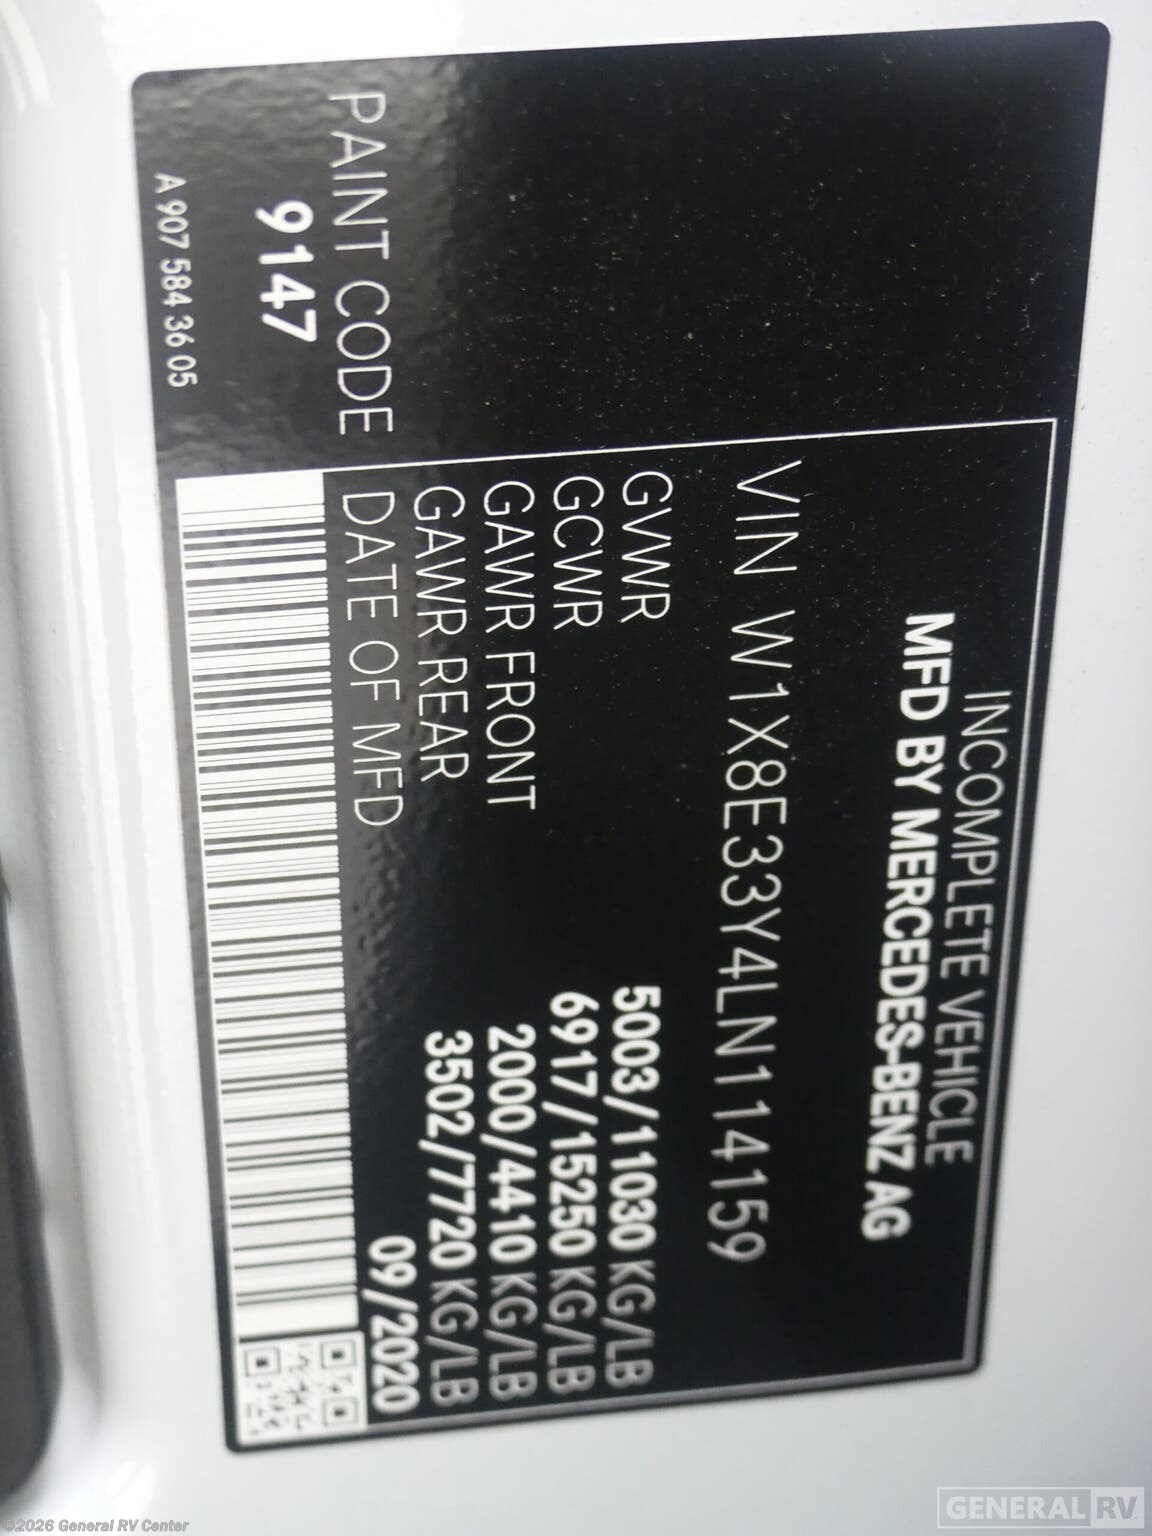 INCOMPLETE VEHICLE
MFD BY MERCEDES-BENZ AG
VIN W1X8E33Y4LN114159
GVWR 5003/11030 KG/LB
GCWR 6917/15250 KG/LB
GAWR FRONT 2000/4410 KG/LB
GAWR REAR 3502/7720 KG/LB
DATE OF MFD 09/2020
PAINT CODE
9147
A 907 584 36 05
©2026 General RV Center
GENERAL RV